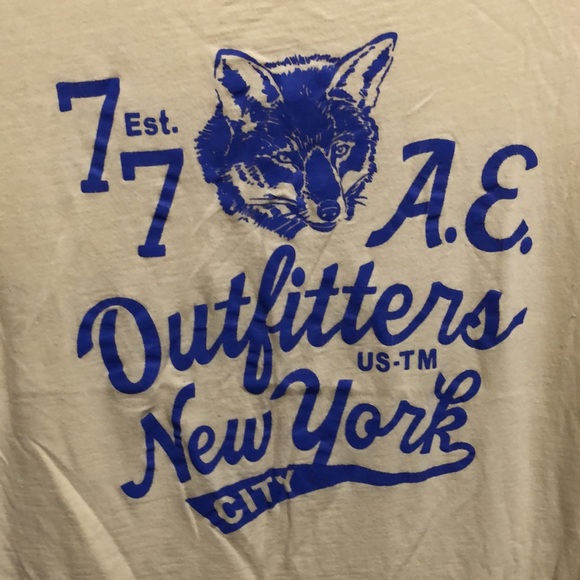 7 Est.
7 A.E.
Outfitters
US-TM
New York
CITY